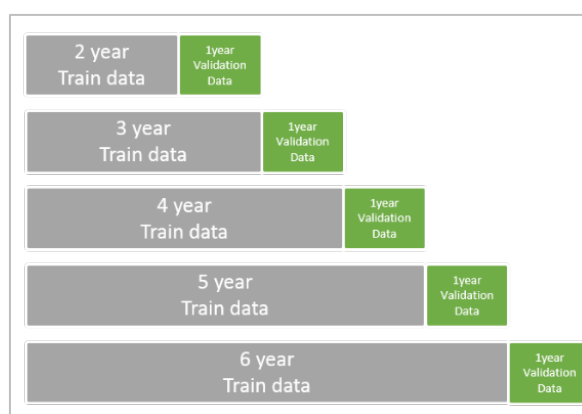 2 year
Train data
1year
Validation
Data
3 year
Train data
1year
Validation
Data
4 year
Train data
1year
Validation
Data
5 year
Train data
1year
Validation
Data
6 year
Train data
1year
Validation
Data